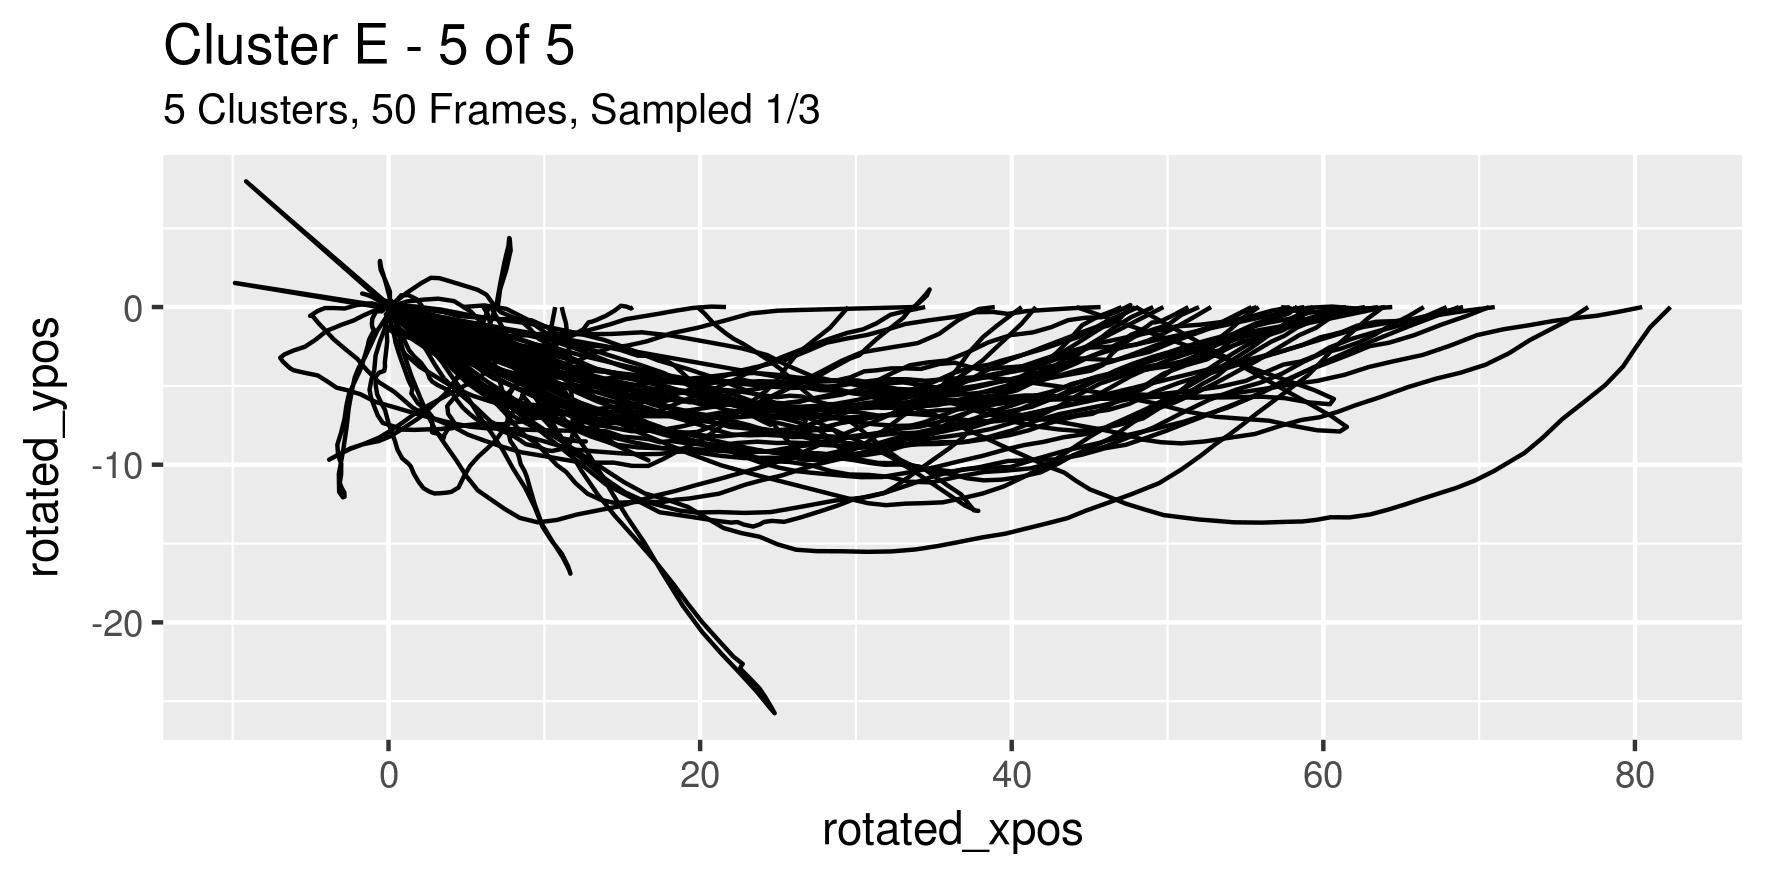 Cluster E - 5 of 5
5 Clusters, 50 Frames, Sampled 1/3
rotated_ypos
0
-10
-20
0 20 40 60 80
rotated_xpos